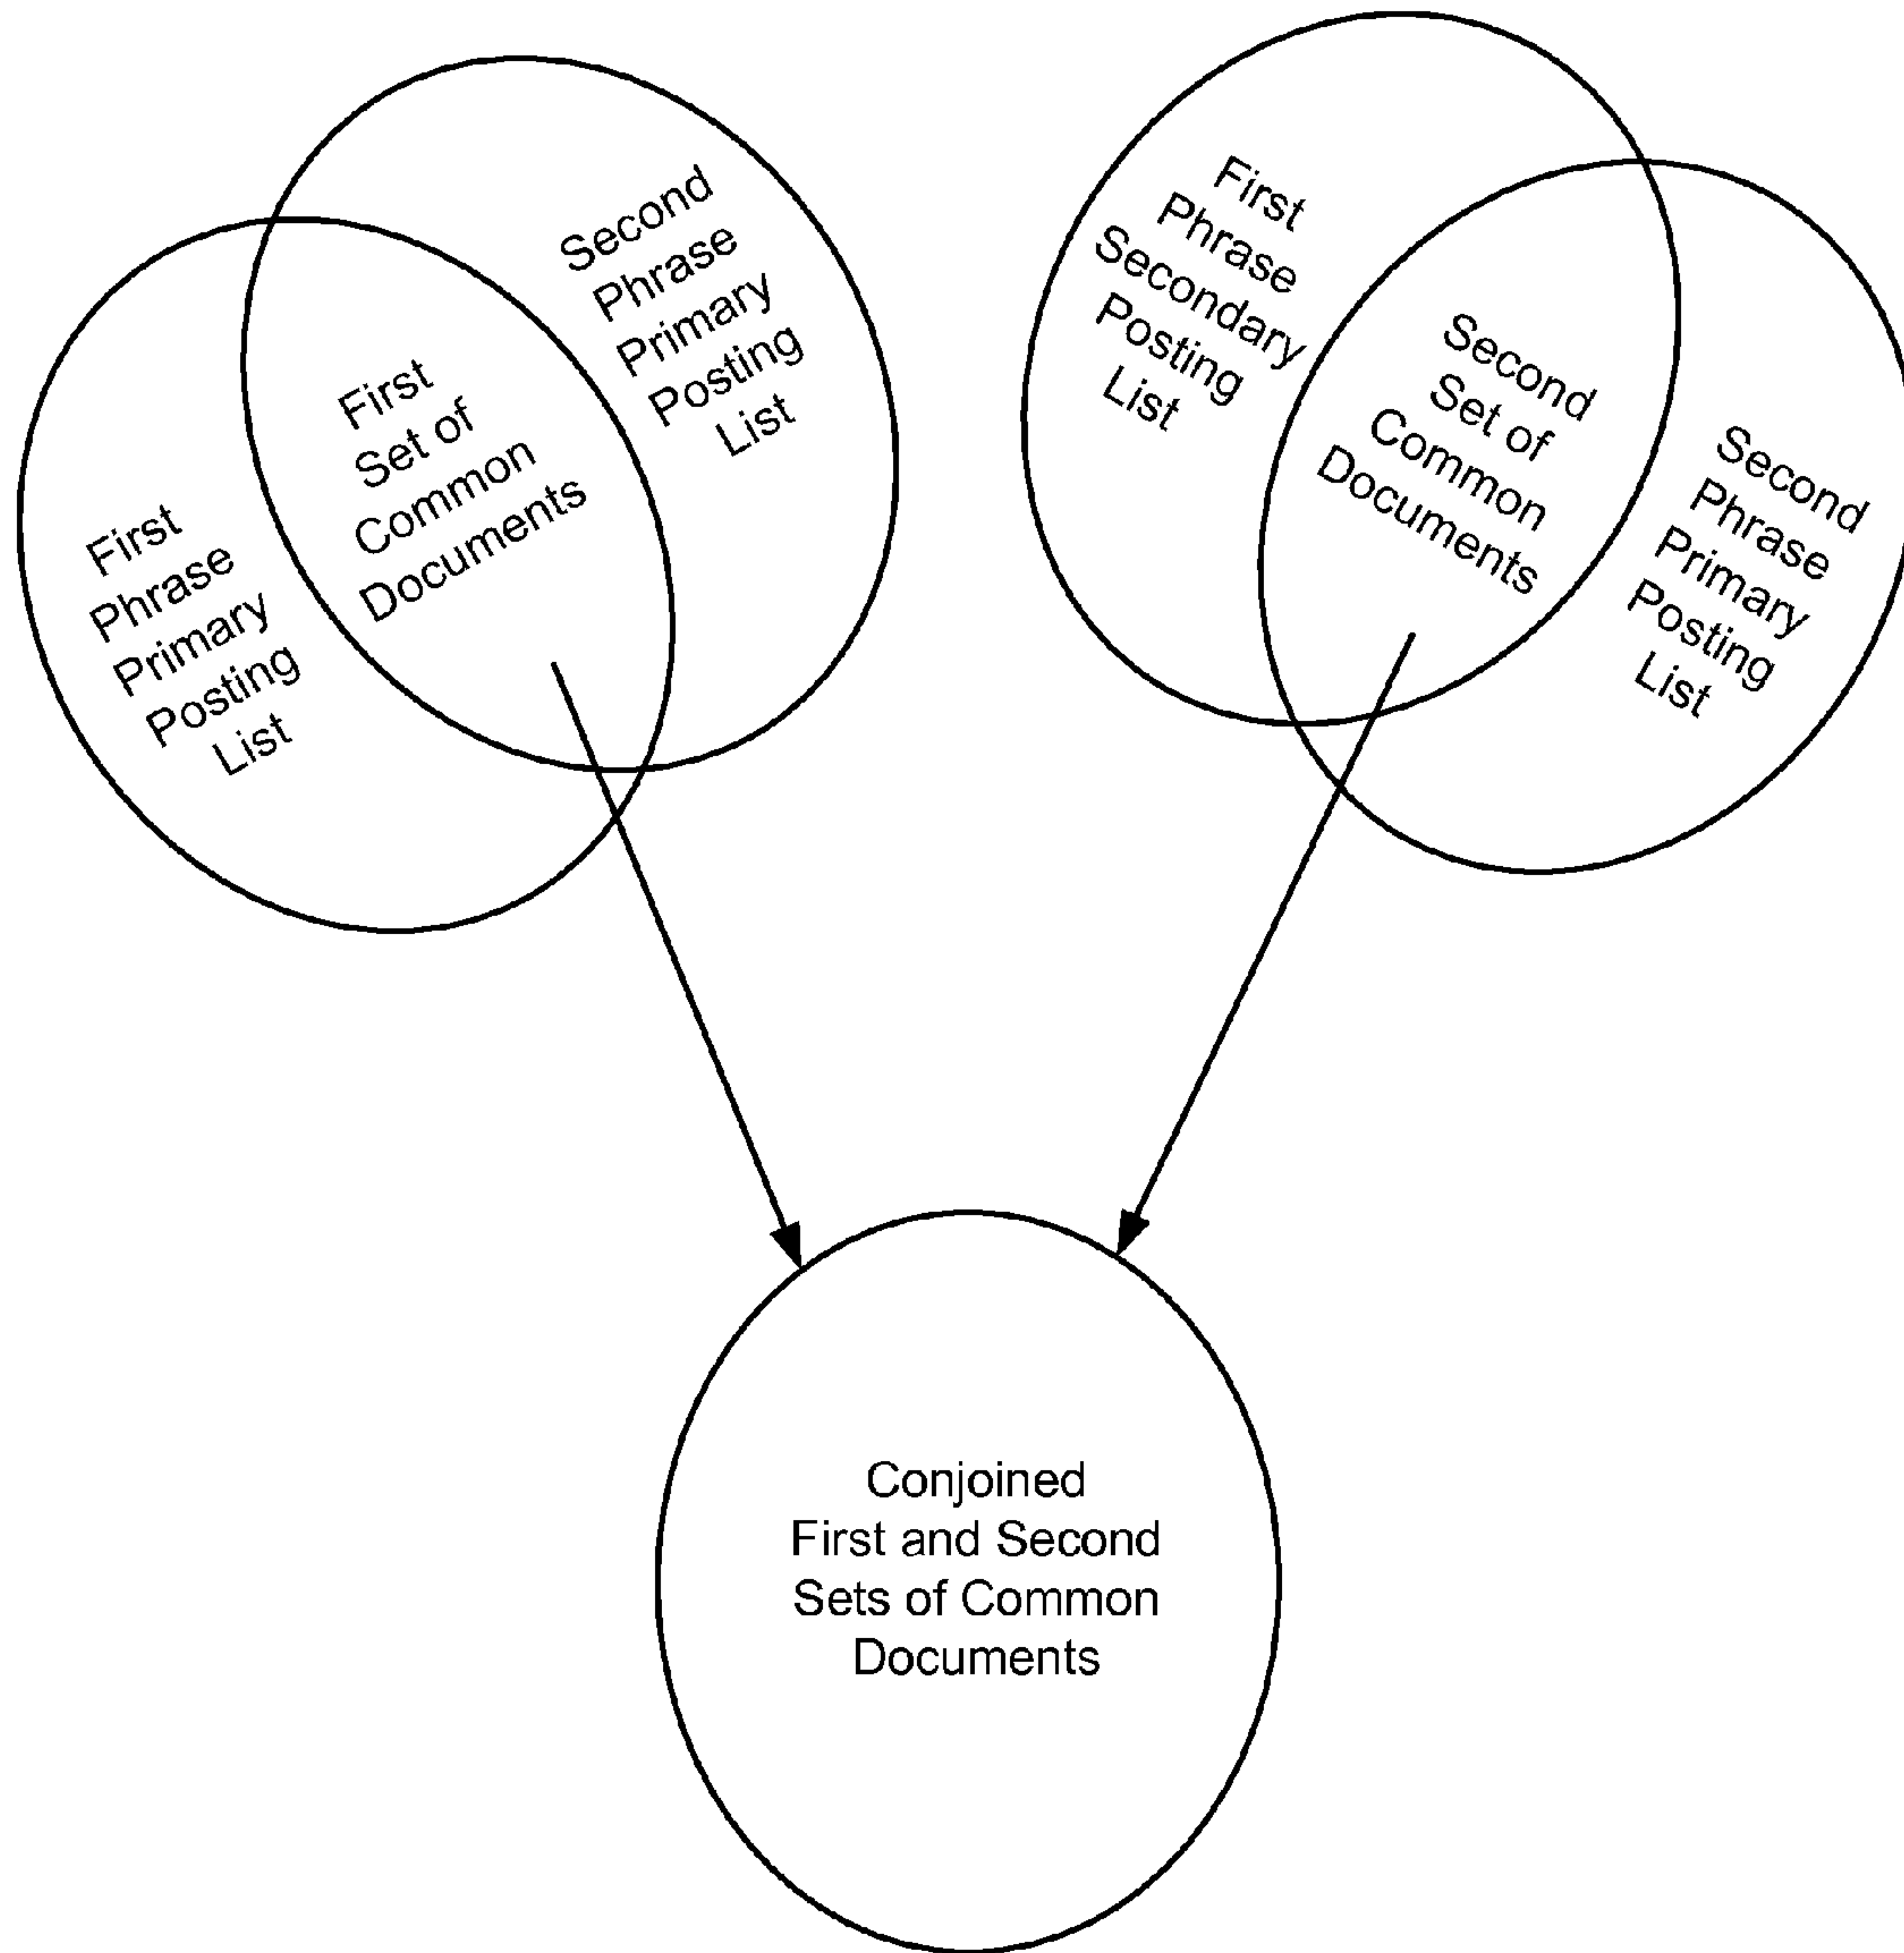 First
Phrase
Primary
Posting
List
First
Set of
Common
Documents
Second
Phrase
Primary
Posting
List
First
Phrase
Secondary
Posting
List
Second
Set of
Common
Documents
Second
Phrase
Primary
Posting
List
Conjoined
First and Second
Sets of Common
Documents